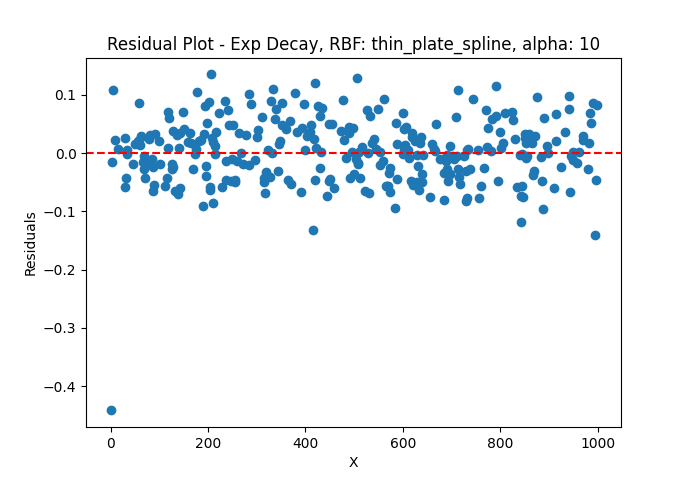 Residual Plot - Exp Decay, RBF: thin_plate_spline, alpha: 10
Residuals
0.1
0.0
−0.1
−0.2
−0.3
−0.4
0 200 400 600 800 1000
X